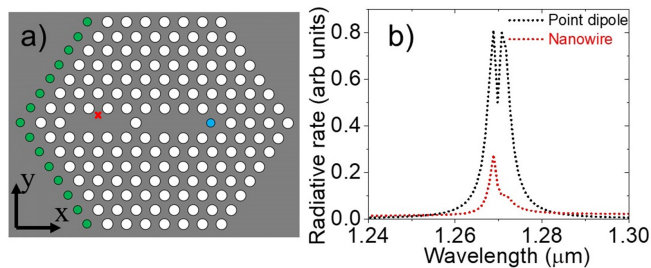 a)
y
x
b)
Point dipole
Nanowire
Radiative rate (arb units)
0.8
0.6
0.4
0.2
0.0
1.24
1.26
1.28
1.30
Wavelength (μm)